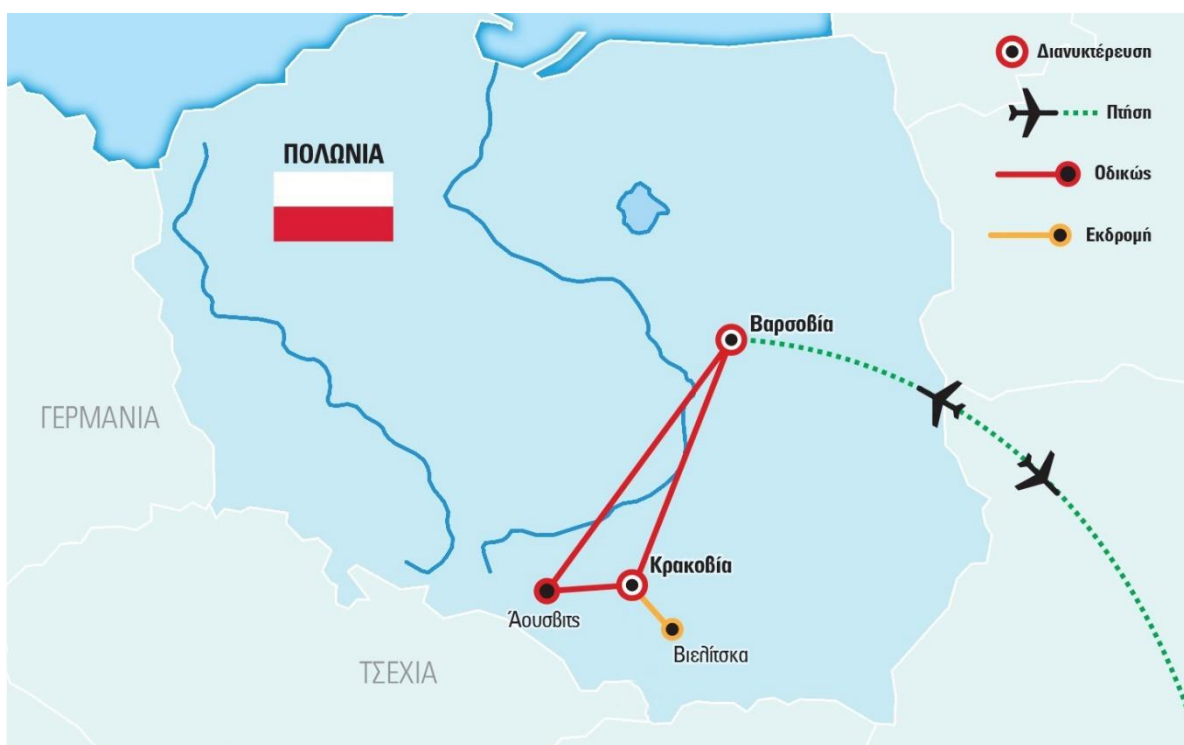 Διανυκτέρευση
Πτήση
ΠΟΛΩΝΙΑ
Οδικώς
Εκδρομή
Βαρσοβία
ΓΕΡΜΑΝΙΑ
Κρακοβία
Άουσβιτς
Βιελίτσκα
ΤΣΕΧΙΑ